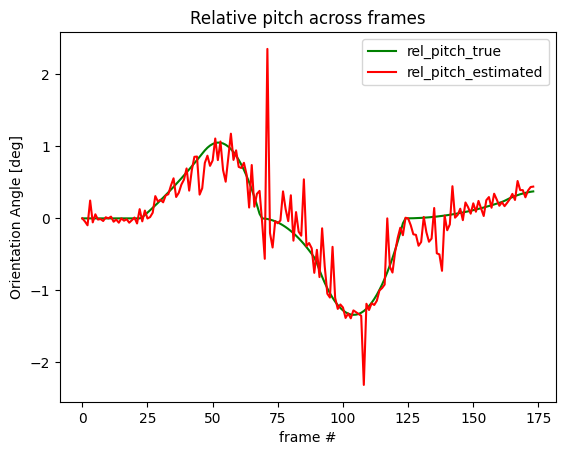 Relative pitch across frames
rel_pitch_true
rel_pitch_estimated
Orientation Angle [deg]
2
1
0
−1
−2
0 25 50 75 100 125 150 175
frame #